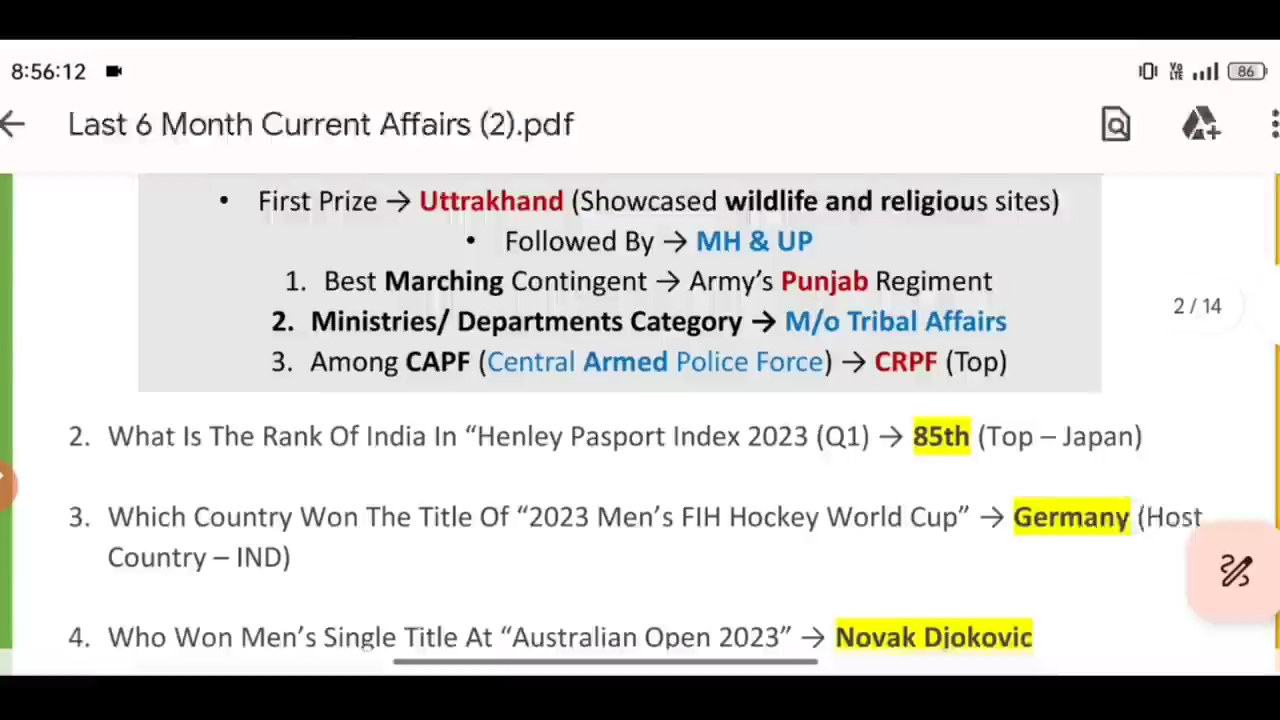 8:56:12
Vo LTE 86
Last 6 Month Current Affairs (2).pdf
• First Prize → Uttrakhand (Showcased wildlife and religious sites)
• Followed By → MH & UP
1. Best Marching Contingent → Army's Punjab Regiment
2. Ministries/ Departments Category → M/o Tribal Affairs
3. Among CAPF (Central Armed Police Force) → CRPF (Top)
2 / 14
2. What Is The Rank Of India In “Henley Pasport Index 2023 (Q1) → 85th (Top – Japan)
3. Which Country Won The Title Of “2023 Men's FIH Hockey World Cup” → Germany (Host
Country – IND)
4. Who Won Men's Single Title At “Australian Open 2023” → Novak Djokovic